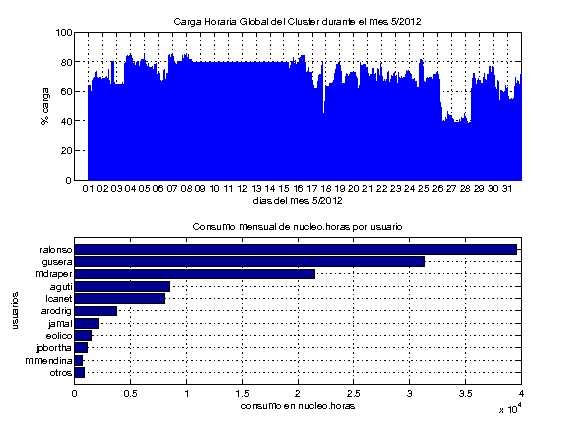 Carga Horaria Global del Cluster durante el mes 5/2012
100
80
60
40
20
0
% carga
01 02 03 04 05 06 07 08 09 10 11 12 13 14 15 16 17 18 19 20 21 22 23 24 25 26 27 28 29 30 31
dias del mes 5/2012
Consumo mensual de nucleo.horas por usuario
usuarios
ralonso
gusera
mdraper
aguti
lcanet
arodrig
jamal
eolico
jpbortha
mmendina
otros
0 0.5 1 1.5 2 2.5 3 3.5 4
consumo en nucleo.horas
x 10^4